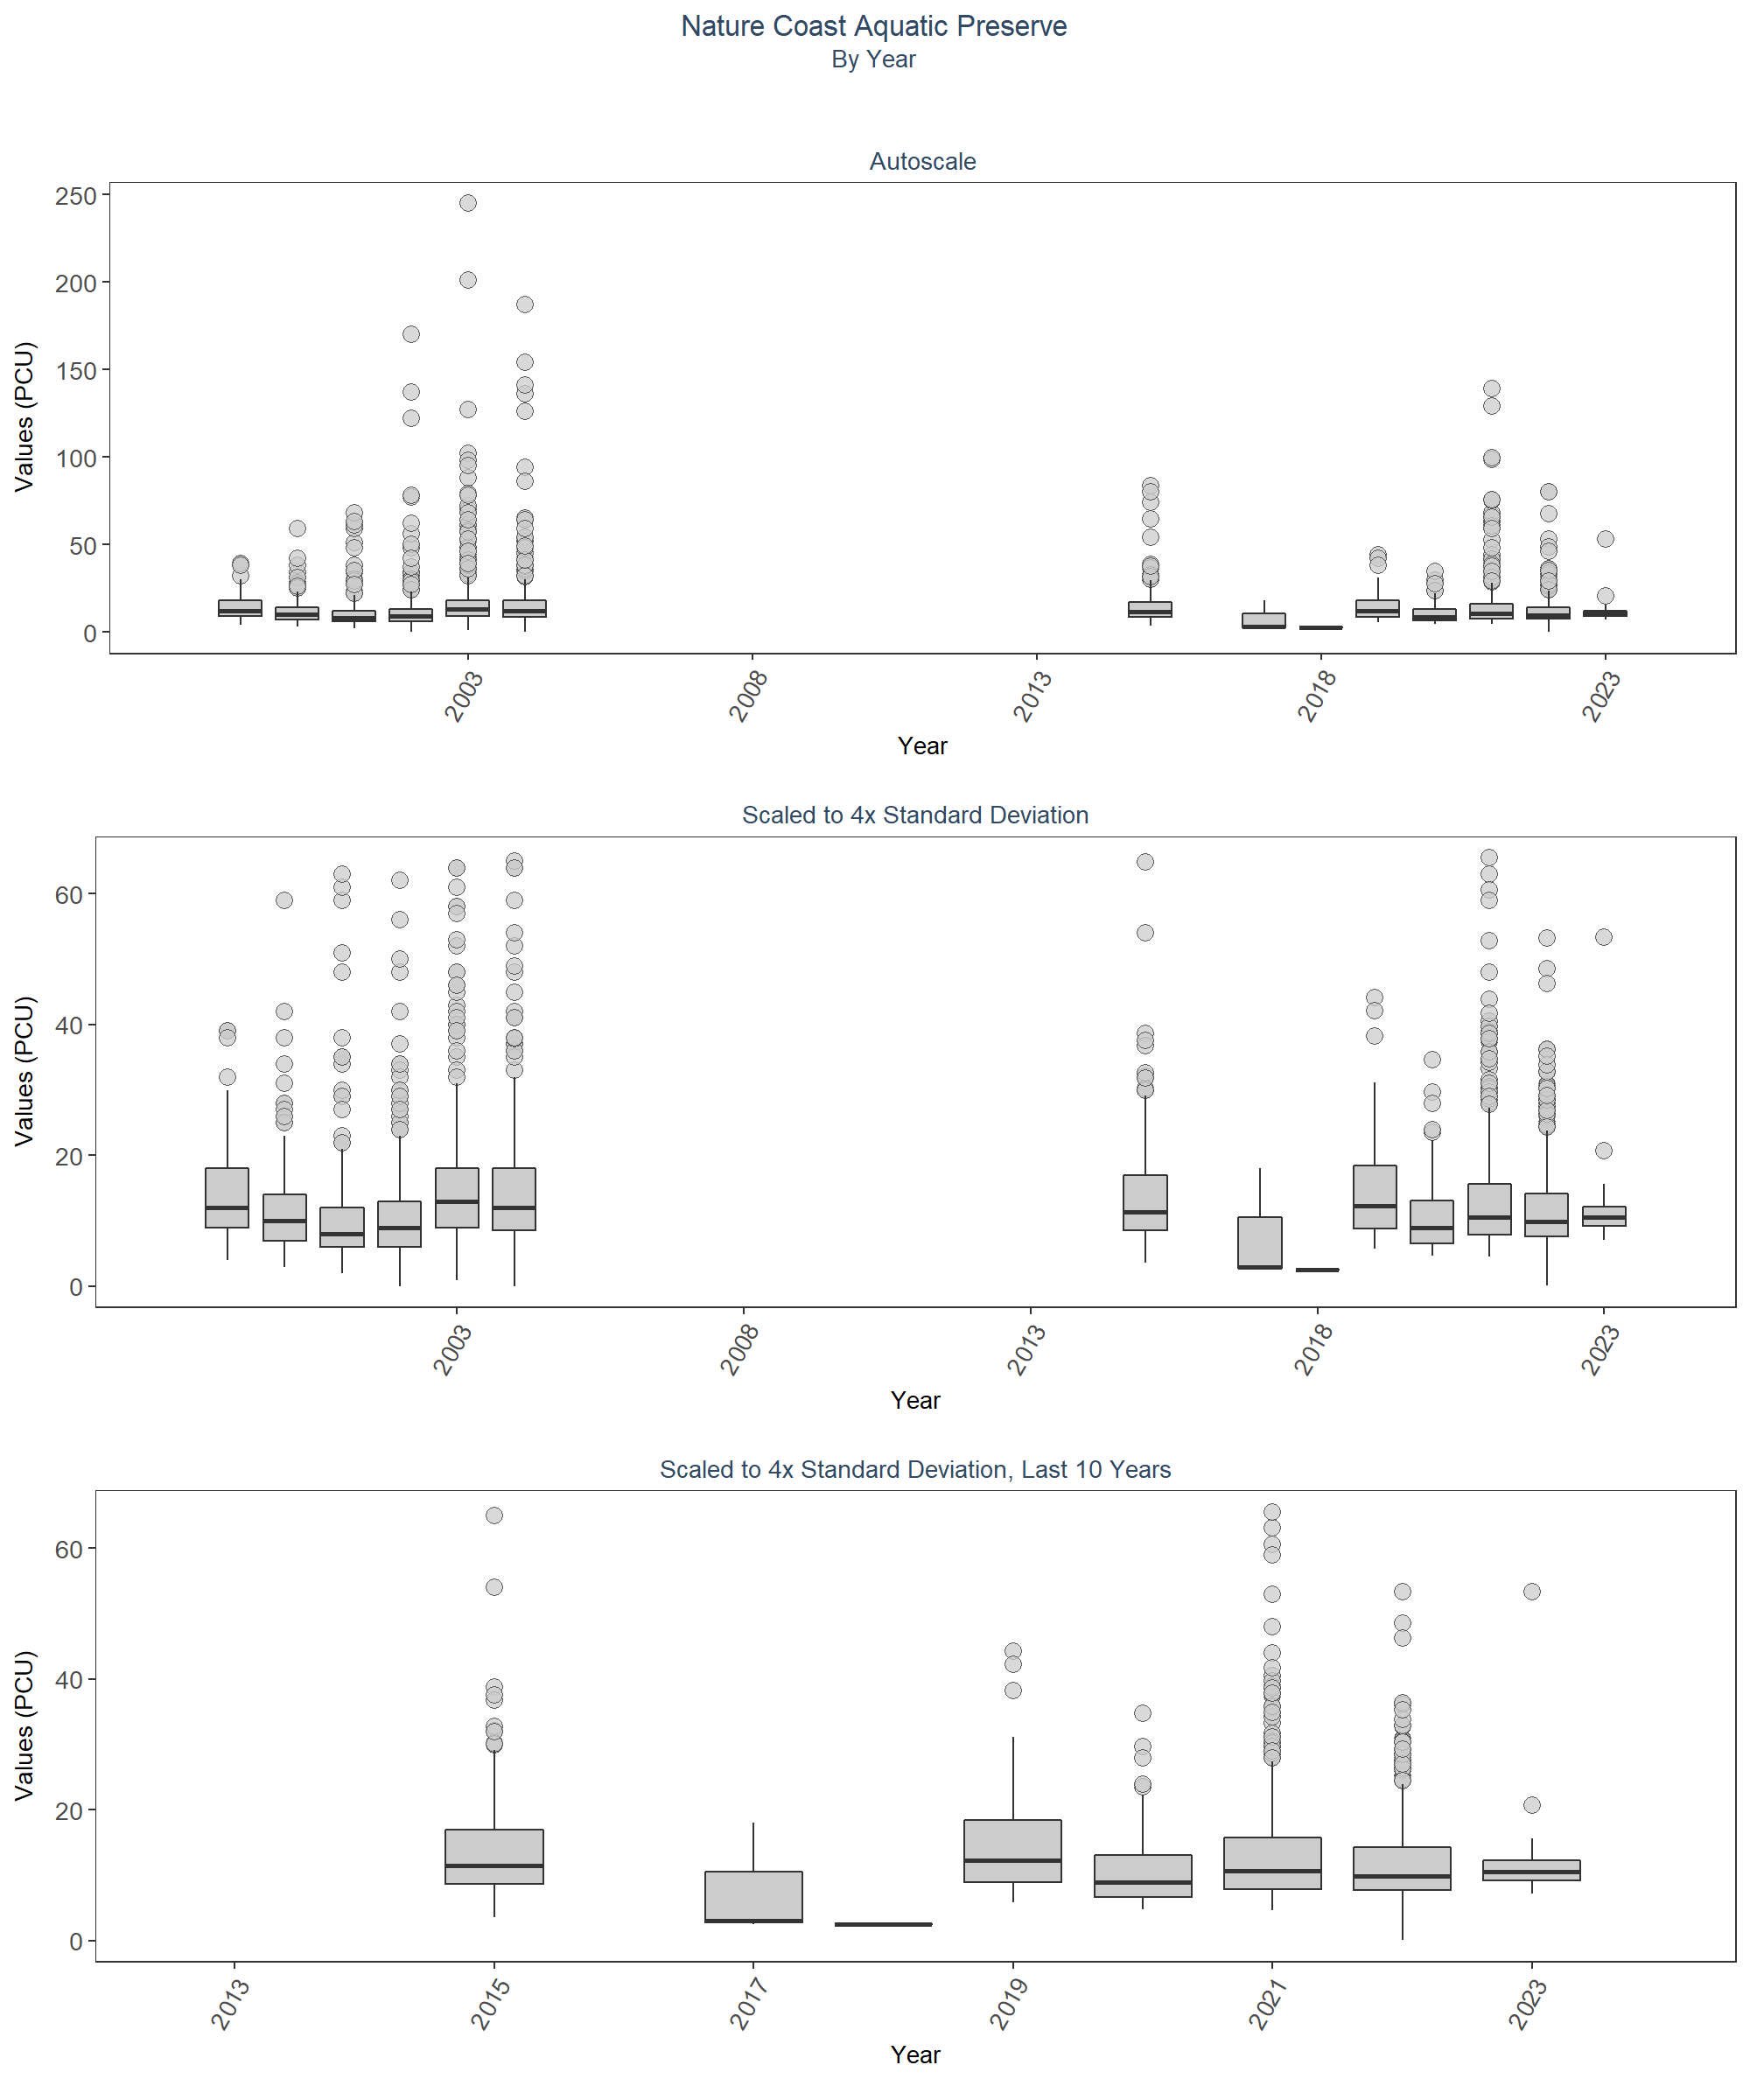 Nature Coast Aquatic Preserve
By Year
Autoscale
250
200
150
100
50
0
Values (PCU)
2003
2008
2013
2018
2023
Year
Scaled to 4x Standard Deviation
60
40
20
0
Values (PCU)
2003
2008
2013
2018
2023
Year
Scaled to 4x Standard Deviation, Last 10 Years
60
40
20
0
Values (PCU)
2013
2015
2017
2019
2021
2023
Year